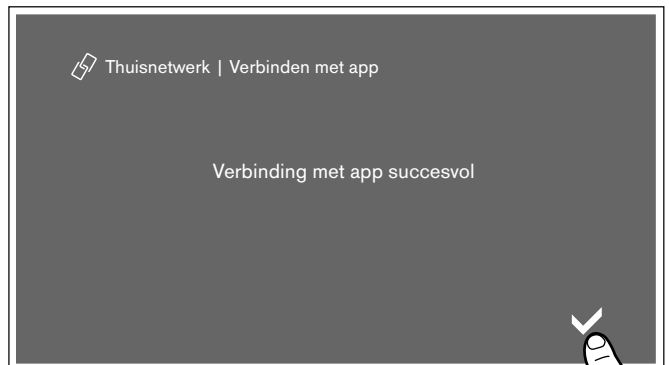 Thuisnetwerk | Verbinden met app
Verbinding met app succesvol